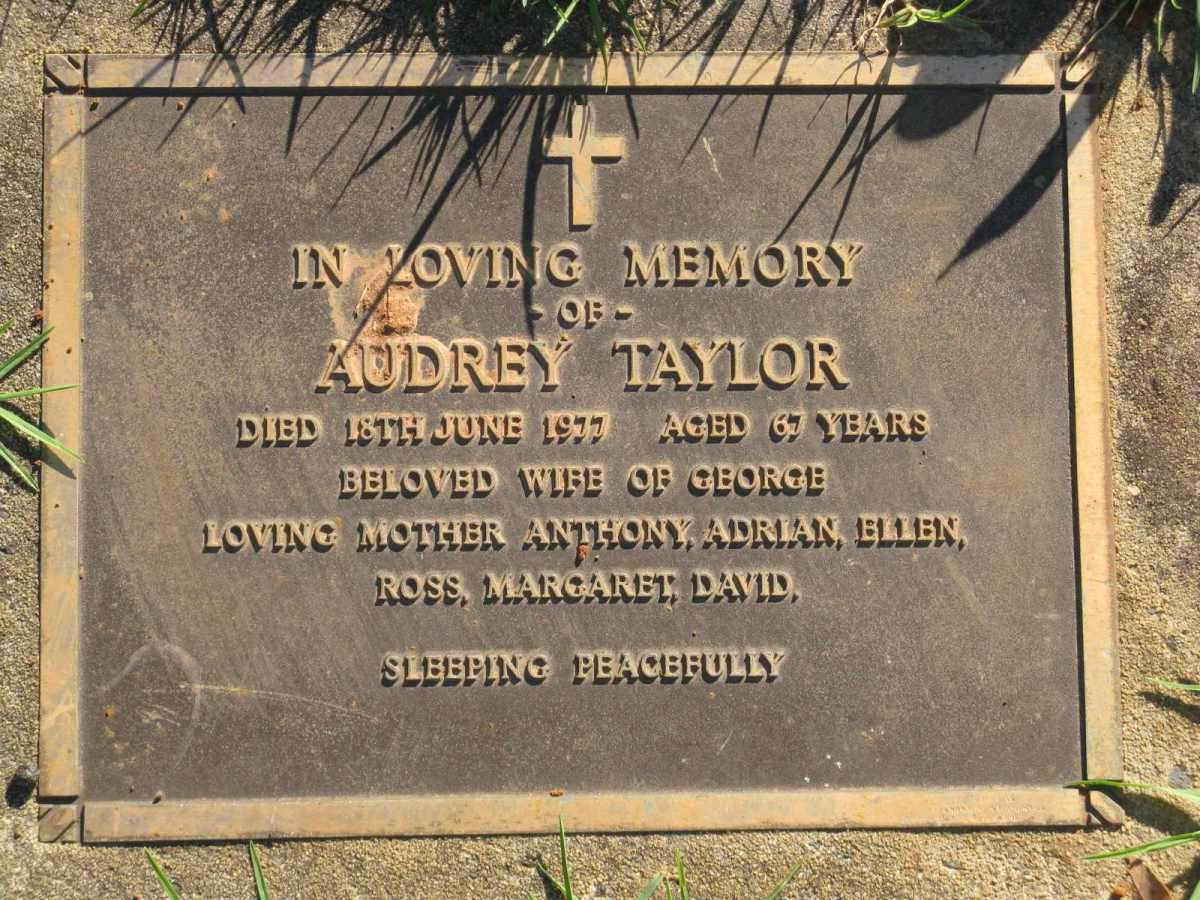 IN LOVING MEMORY
- OF -
AUDREY TAYLOR
DIED 18TH JUNE 1977 AGED 67 YEARS
BELOVED WIFE OF GEORGE
LOVING MOTHER ANTHONY, ADRIAN, ELLEN,
ROSS, MARGARET, DAVID,
SLEEPING PEACEFULLY